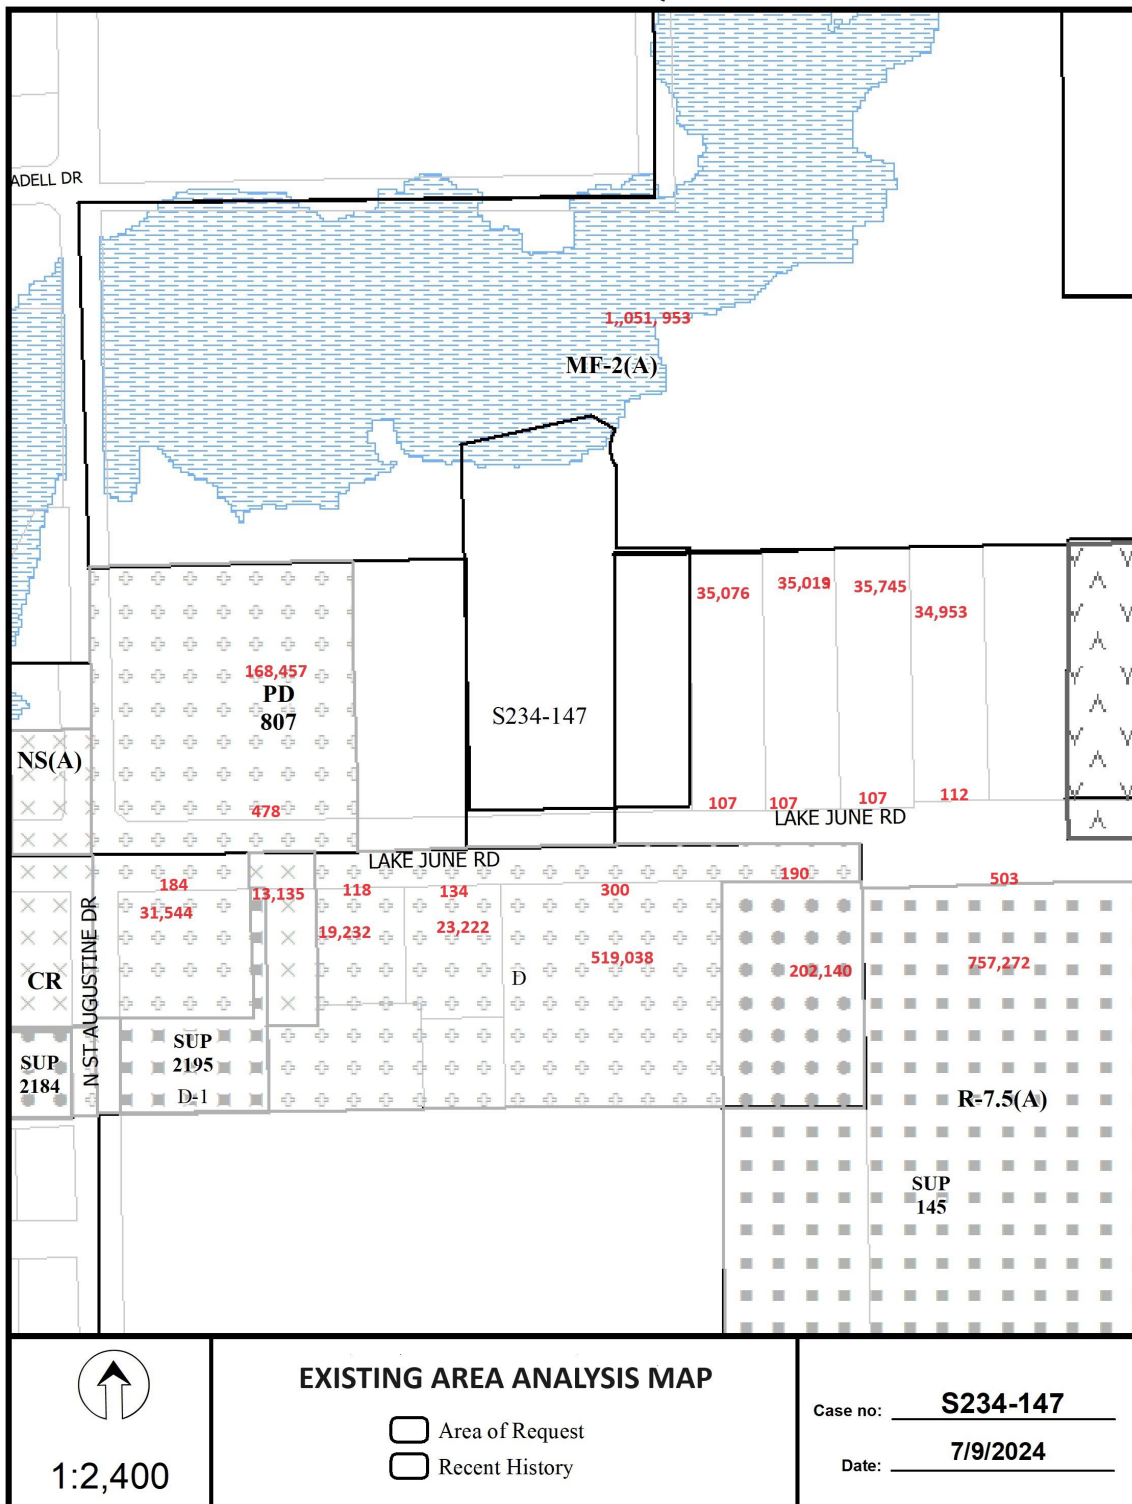 ADELL DR
1,,051, 953
MF-2(A)
35,076
35,019
35,745
34,953
168,457
PD
807
S234-147
NS(A)
478
107
107
107
112
LAKE JUNE RD
LAKE JUNE RD
184
13,135
118
134
300
190
503
31,544
19,232
23,222
519,038
202,140
757,272
D
CR
N ST AUGUSTINE DR
SUP
2184
SUP
2195
D-1
R-7.5(A)
SUP
145
1:2,400
EXISTING AREA ANALYSIS MAP
Area of Request
Recent History
Case no: S234-147
Date: 7/9/2024